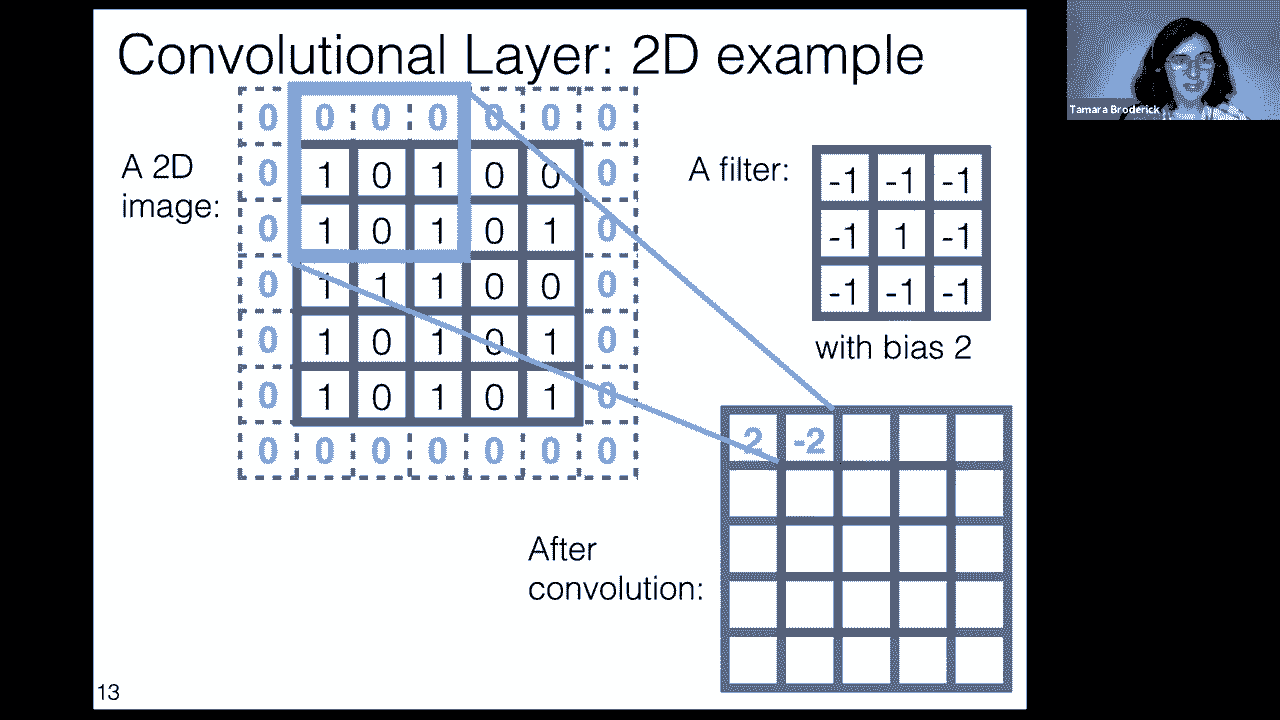 Convolutional Layer: 2D example
Tamara Broderick
A 2D
image:
0 0 0 0 0 0 0
0 1 0 1 0 0 0
0 1 0 1 0 1 0
0 1 1 1 0 0 0
0 1 0 1 0 1 0
0 1 0 1 0 1 0
0 0 0 0 0 0 0
A filter:
-1 -1 -1
-1 1 -1
-1 -1 -1
with bias 2
2 -2
After
convolution:
13